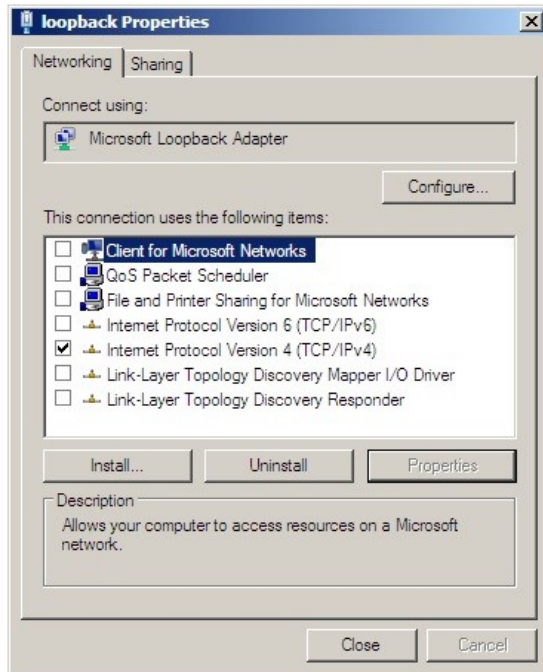 loopback Properties
Networking
Sharing
Connect using:
Microsoft Loopback Adapter
Configure...
This connection uses the following items:
Client for Microsoft Networks
QoS Packet Scheduler
File and Printer Sharing for Microsoft Networks
Internet Protocol Version 6 (TCP/IPv6)
Internet Protocol Version 4 (TCP/IPv4)
Link-Layer Topology Discovery Mapper I/O Driver
Link-Layer Topology Discovery Responder
Install...
Uninstall
Properties
Description
Allows your computer to access resources on a Microsoft
network.
Close
Cancel